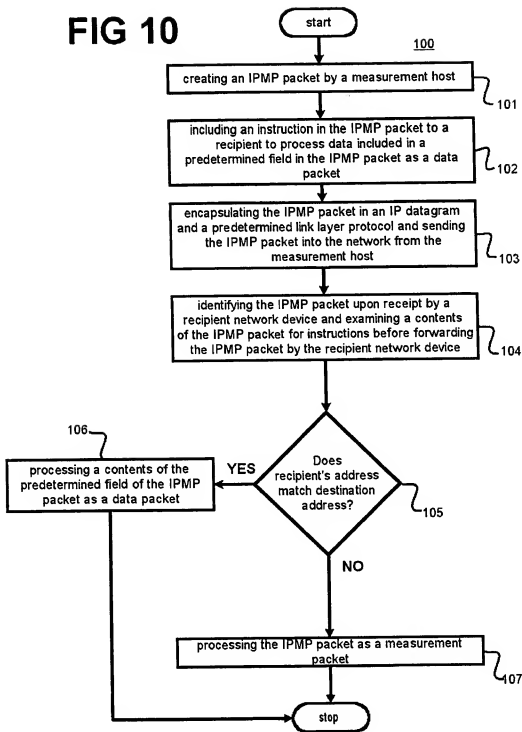 FIG 10
start
100
creating an IPMP packet by a measurement host
101
including an instruction in the IPMP packet to a
recipient to process data included in a
predetermined field in the IPMP packet as a data
packet
102
encapsulating the IPMP packet in an IP datagram
and a predetermined link layer protocol and sending
the IPMP packet into the network from the
measurement host
103
identifying the IPMP packet upon receipt by a
recipient network device and examining a contents
of the IPMP packet for instructions before forwarding
the IPMP packet by the recipient network device
104
106
processing a contents of the
predetermined field of the IPMP
packet as a data packet
YES
Does
recipient's address
match destination
address?
105
NO
processing the IPMP packet as a measurement
packet
107
stop